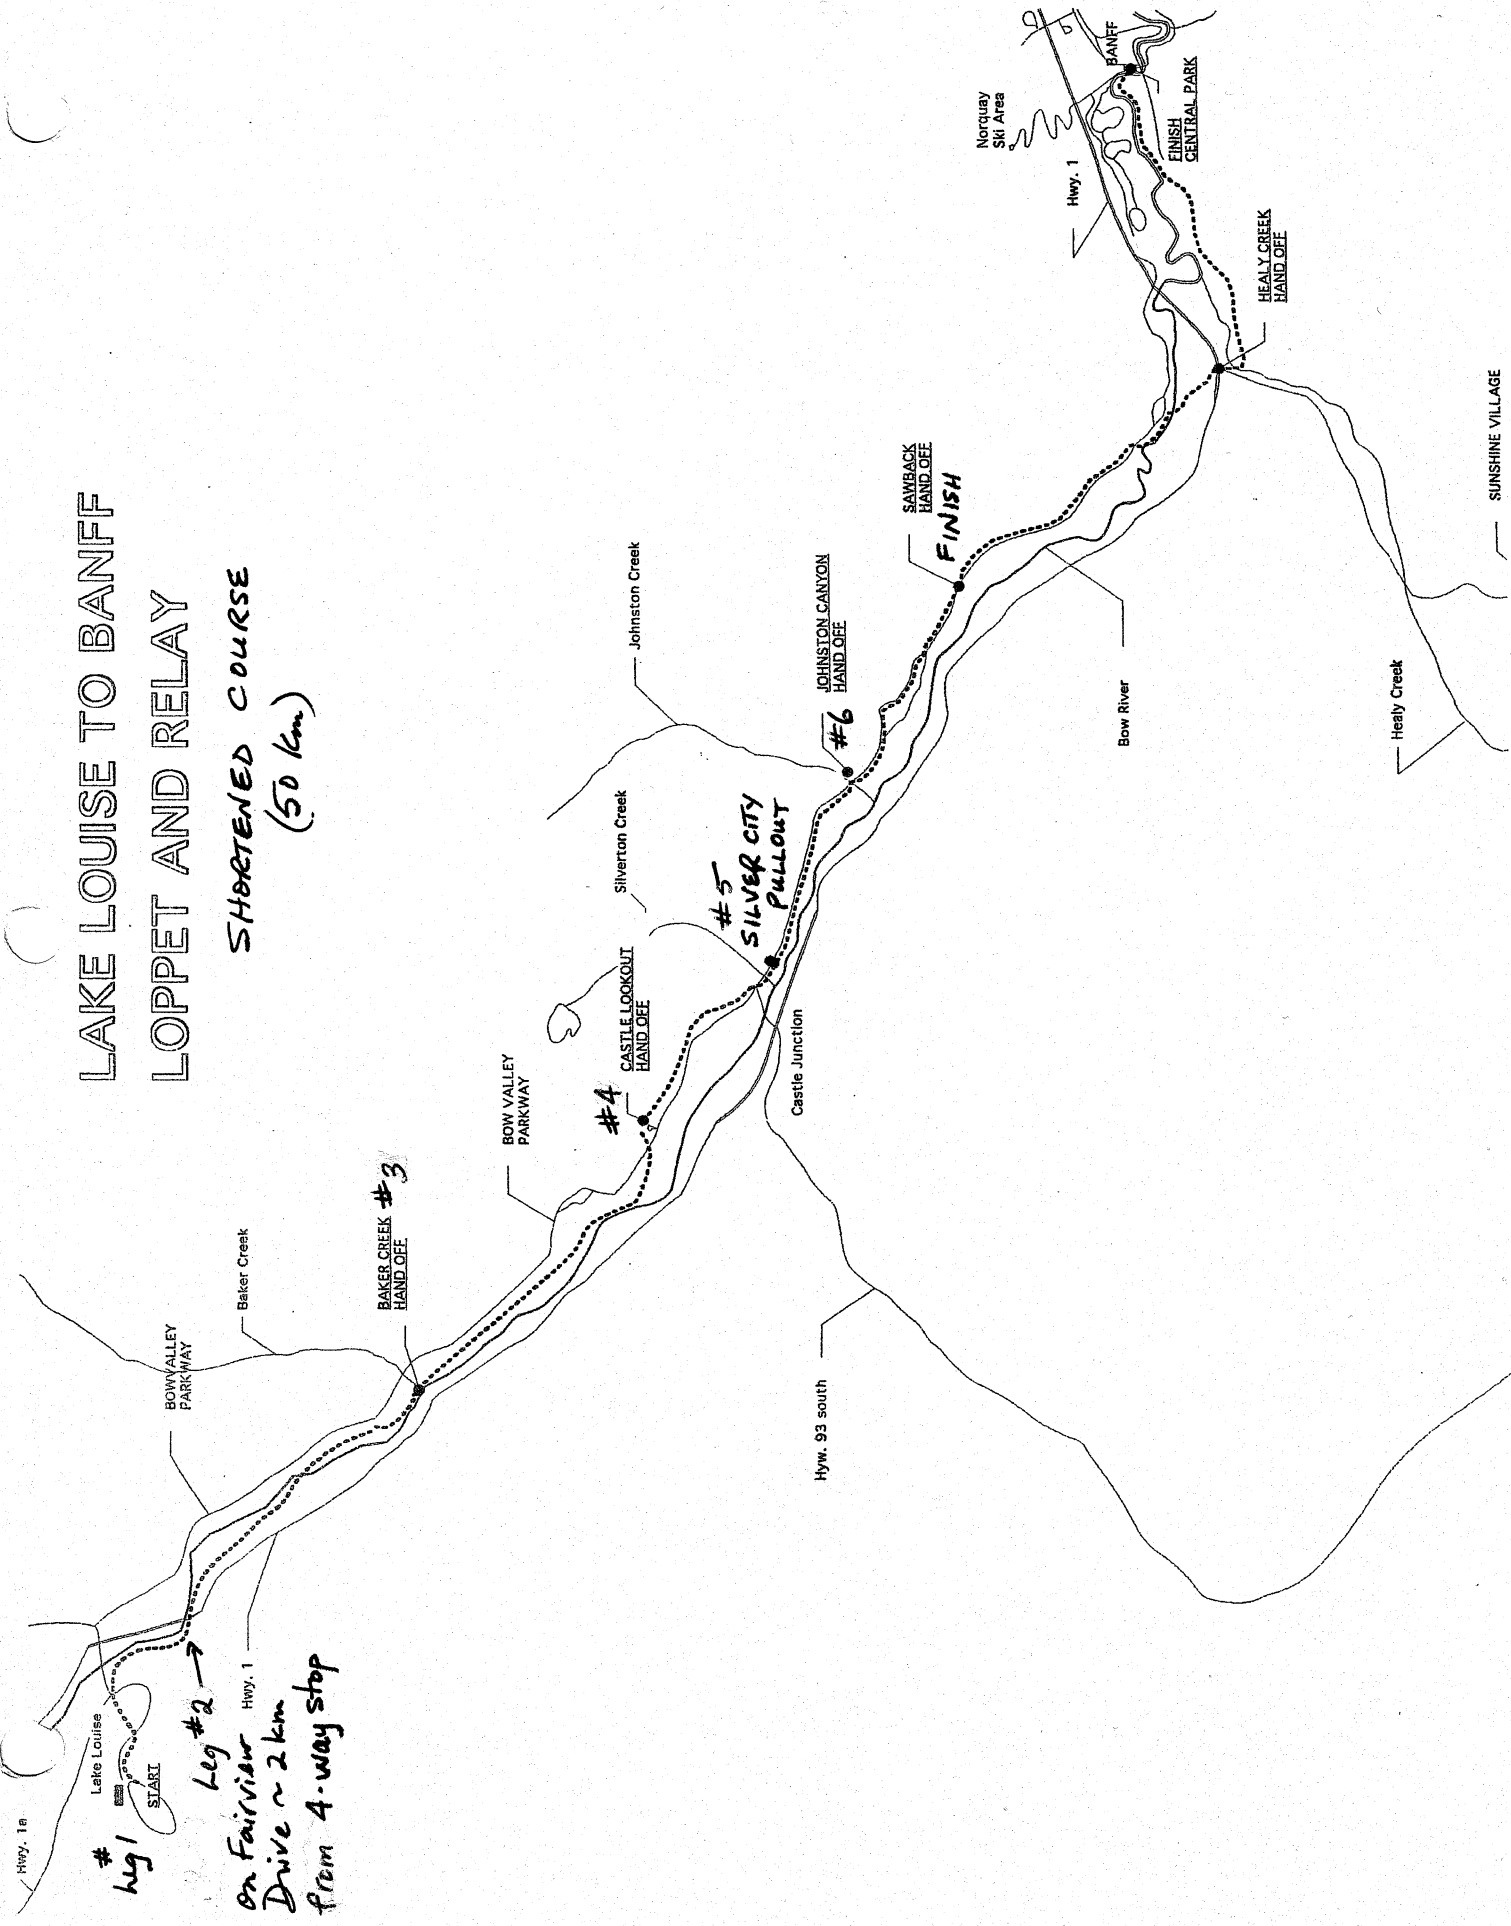 LAKE LOUISE TO BANFF
LOPPET AND RELAY
SHORTENED COURSE
(50 Km)
Hwy. 1a
# 
Leg 1
Lake Louise
START
Leg #2 →
on Fairview
Drive ~ 2 km
from 4-way stop
Hwy. 1
BOW VALLEY
PARKWAY
Baker Creek
BAKER CREEK
HAND OFF
#3
BOW VALLEY
PARKWAY
#4
CASTLE LOOKOUT
HAND OFF
Castle Junction
Hyw. 93 south
Silverton Creek
#5
SILVER CITY
PULLOUT
Johnston Creek
JOHNSTON CANYON
HAND OFF
#6
SAWBACK
HAND OFF
FINISH
Bow River
Healy Creek
SUNSHINE VILLAGE
HEALY CREEK
HAND OFF
Hwy. 1
Norquay
Ski Area
BANFF
FINISH
CENTRAL PARK